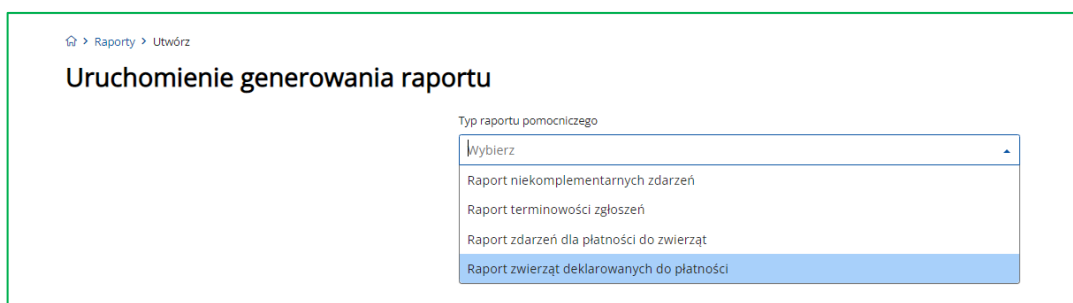 Raporty > Utwórz
Uruchomienie generowania raportu
Typ raportu pomocniczego
Wybierz
Raport niekomplementarnych zdarzeń
Raport terminowości zgłoszeń
Raport zdarzeń dla płatności do zwierząt
Raport zwierząt deklarowanych do płatności